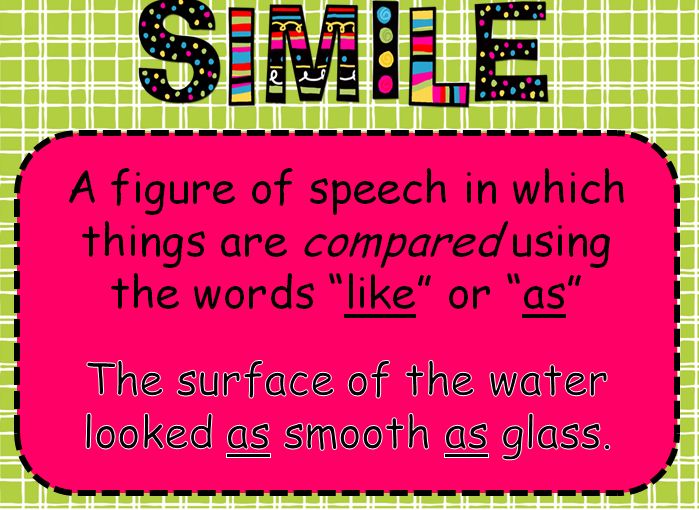 SIMILE
A figure of speech in which
things are compared using
the words “like” or “as”
The surface of the water
looked as smooth as glass.